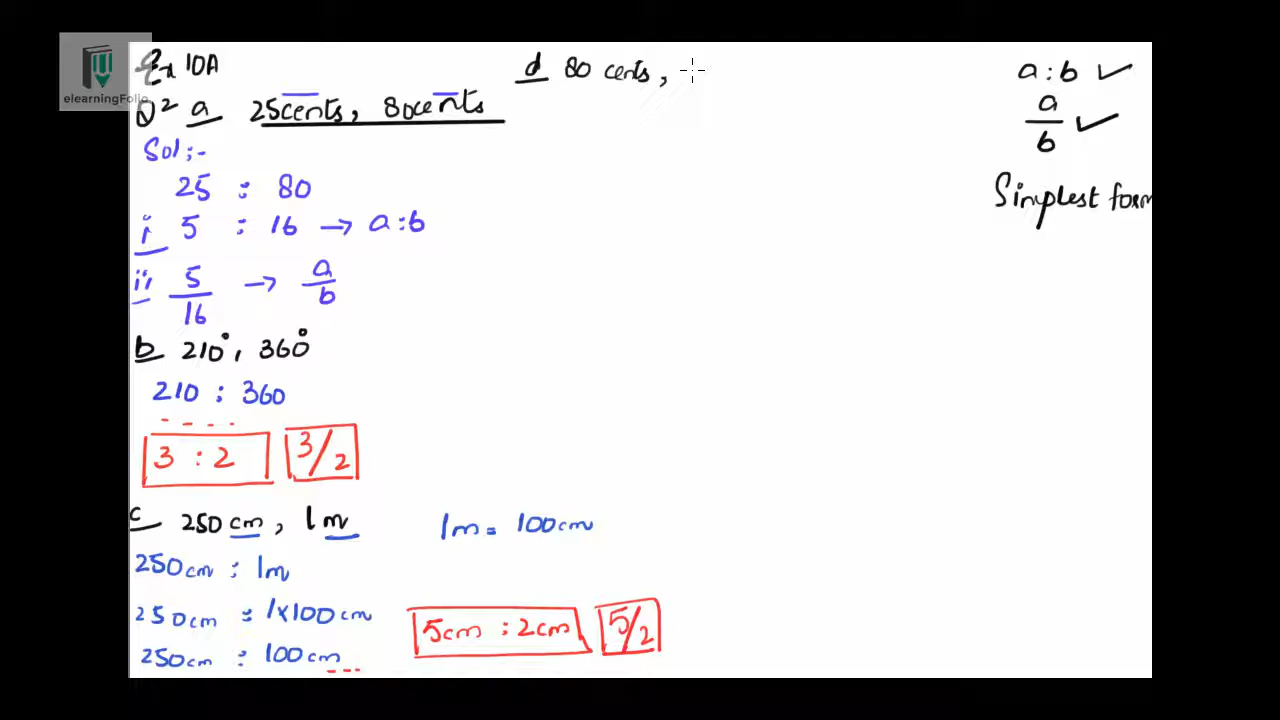 elearningFolio
Ex 10A
Q2 a 25cents, 80cents
Sol:-
25 : 80
i 5 : 16 → a:b
ii 5/16 → a/b
b 210°, 360°
210 : 360
3 : 2 3/2
c 250cm, 1m 1m = 100cm
250cm : 1m
250cm : 1x100cm
250cm : 100cm
5cm : 2cm 5/2
d 80 cents,
a:b ✓
a/b ✓
Simplest form